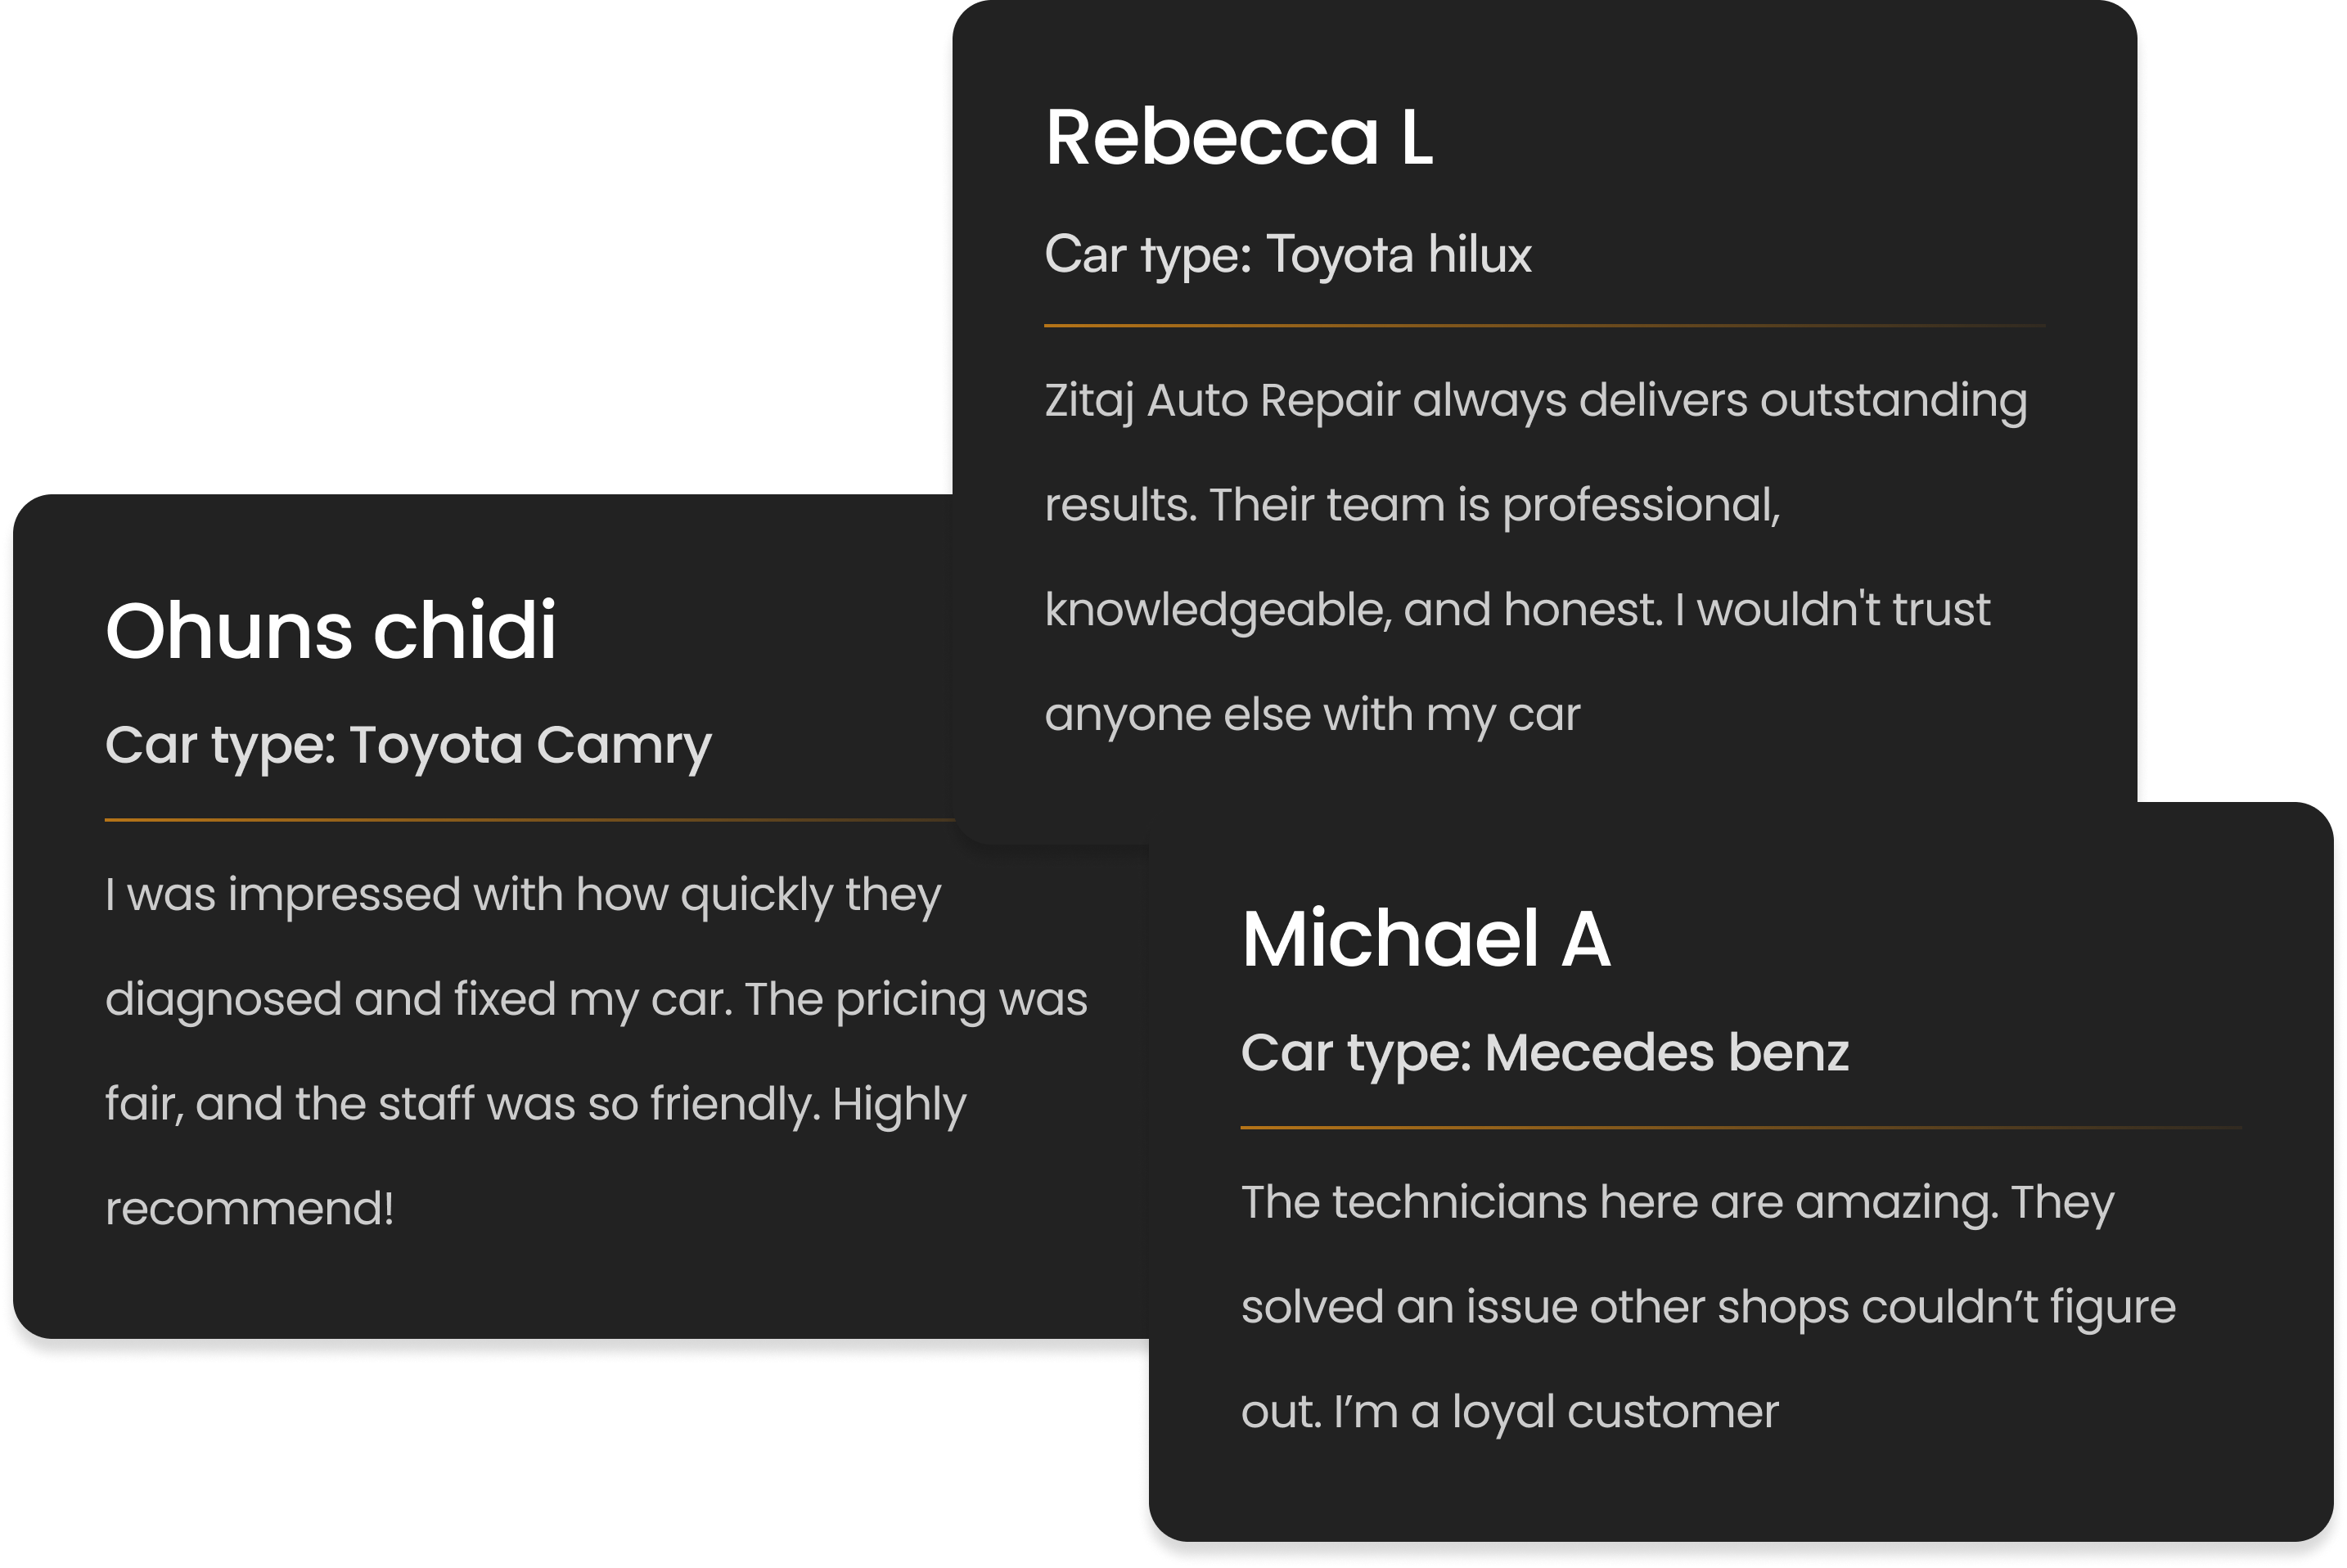 Rebecca L
Car type: Toyota hilux
Zitaj Auto Repair always delivers outstanding
results. Their team is professional,
knowledgeable, and honest. I wouldn't trust
anyone else with my car
Ohuns chidi
Car type: Toyota Camry
I was impressed with how quickly they
diagnosed and fixed my car. The pricing was
fair, and the staff was so friendly. Highly
recommend!
Michael A
Car type: Mecedes benz
The technicians here are amazing. They
solved an issue other shops couldn’t figure
out. I’m a loyal customer